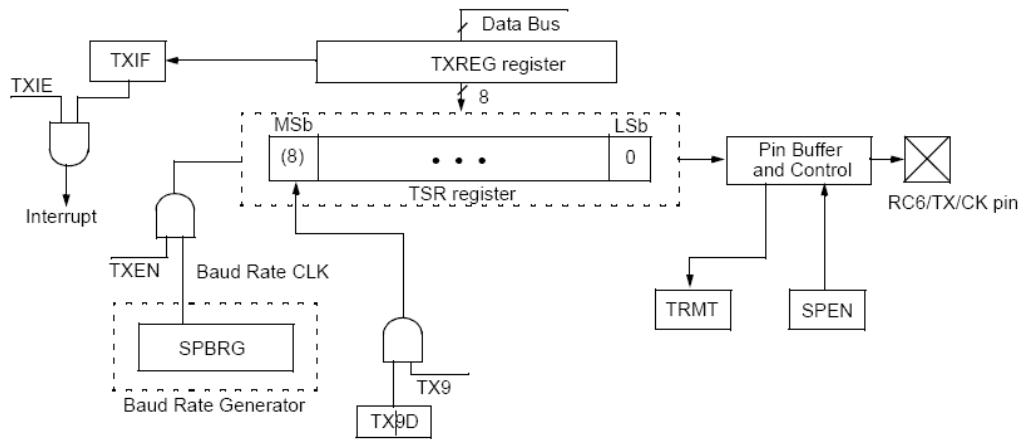 Data Bus
TXIF
TXREG register
TXIE
8
MSb
LSb
(8)
• • •
0
Pin Buffer
and Control
TSR register
Interrupt
RC6/TX/CK pin
TXEN
Baud Rate CLK
TRMT
SPEN
SPBRG
TX9
Baud Rate Generator
TX9D